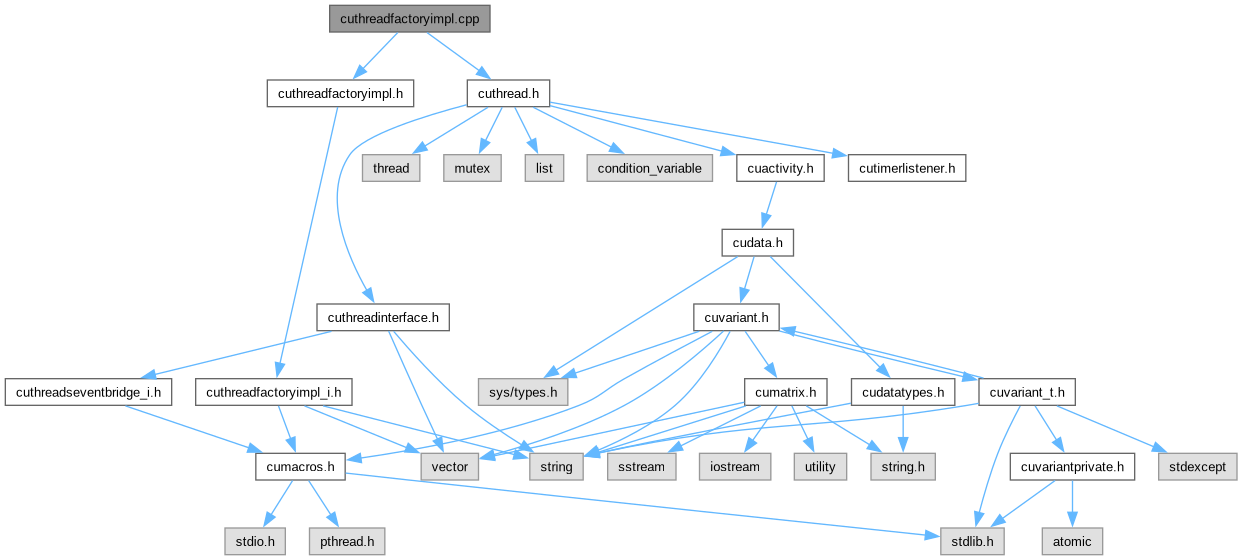 cuthreadfactoryimpl.cpp
cuthreadfactoryimpl.h
cuthread.h
thread
mutex
list
condition_variable
cuactivity.h
cutimerlistener.h
cudata.h
cuthreadinterface.h
cuvariant.h
cuthreadseventbridge_i.h
cuthreadfactoryimpl_i.h
sys/types.h
cumatrix.h
cudatatypes.h
cuvariant_t.h
cumacros.h
vector
string
sstream
iostream
utility
string.h
cuvariantprivate.h
stdexcept
stdio.h
pthread.h
stdlib.h
atomic